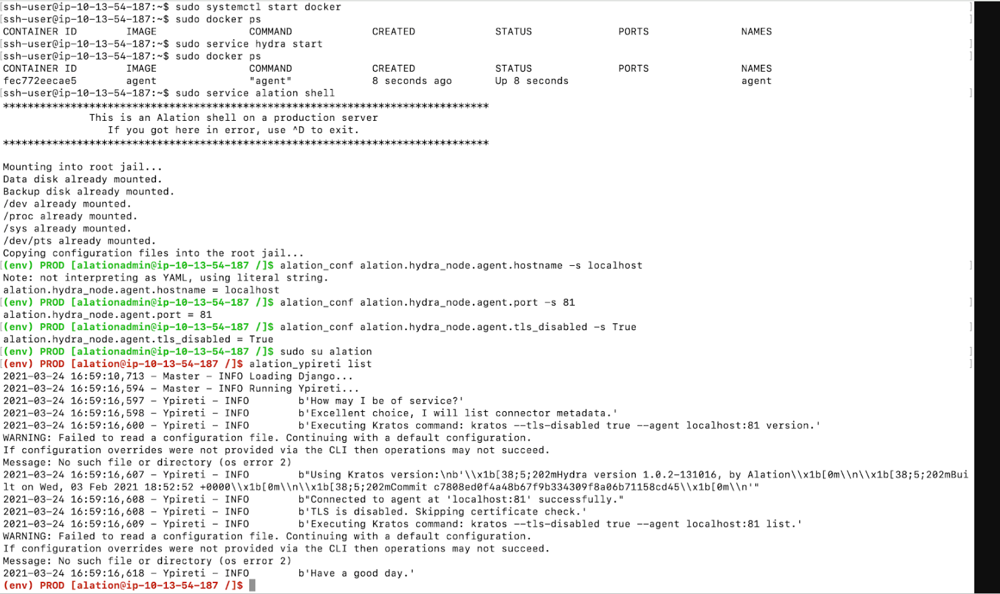 [ssh-user@ip-10-13-54-187:~$ sudo systemctl start docker ]
[ssh-user@ip-10-13-54-187:~$ sudo docker ps ]
CONTAINER ID        IMAGE               COMMAND             CREATED             STATUS              PORTS               NAMES
[ssh-user@ip-10-13-54-187:~$ sudo service hydra start ]
[ssh-user@ip-10-13-54-187:~$ sudo docker ps ]
CONTAINER ID        IMAGE               COMMAND             CREATED             STATUS              PORTS               NAMES
fec772eecae5        agent               "agent"             8 seconds ago       Up 8 seconds                            agent
[ssh-user@ip-10-13-54-187:~$ sudo service alation shell ]
*******************************************************************************
              This is an Alation shell on a production server
                 If you got here in error, use ^D to exit.
*******************************************************************************
Mounting into root jail...
Data disk already mounted.
Backup disk already mounted.
/dev already mounted.
/proc already mounted.
/sys already mounted.
/dev/pts already mounted.
Copying configuration files into the root jail...
[(env) PROD [alationadmin@ip-10-13-54-187 /]$ alation_conf alation.hydra_node.agent.hostname -s localhost ]
Note: not interpreting as YAML, using literal string.
alation.hydra_node.agent.hostname = localhost
[(env) PROD [alationadmin@ip-10-13-54-187 /]$ alation_conf alation.hydra_node.agent.port -s 81 ]
alation.hydra_node.agent.port = 81
[(env) PROD [alationadmin@ip-10-13-54-187 /]$ alation_conf alation.hydra_node.agent.tls_disabled -s True ]
alation.hydra_node.agent.tls_disabled = True
[(env) PROD [alationadmin@ip-10-13-54-187 /]$ sudo su alation ]
[(env) PROD [alation@ip-10-13-54-187 /]$ alation_ypireti list ]
2021-03-24 16:59:10,713 - Master - INFO Loading Django...
2021-03-24 16:59:16,594 - Master - INFO Running Ypireti...
2021-03-24 16:59:16,597 - Ypireti - INFO        b'How may I be of service?'
2021-03-24 16:59:16,598 - Ypireti - INFO        b'Excellent choice, I will list connector metadata.'
2021-03-24 16:59:16,600 - Ypireti - INFO        b'Executing Kratos command: kratos --tls-disabled true --agent localhost:81 version.'
WARNING: Failed to read a configuration file. Continuing with a default configuration.
If configuration overrides were not provided via the CLI then operations may not succeed.
Message: No such file or directory (os error 2)
2021-03-24 16:59:16,607 - Ypireti - INFO        b"Using Kratos version:\nb'\\x1b[38;5;202mHydra version 1.0.2-131016, by Alation\\x1b[0m\\n\\x1b[38;5;202mBui
lt on Wed, 03 Feb 2021 18:52:52 +0000\\x1b[0m\\n\\x1b[38;5;202mCommit c7808ed0f4a48b67f9b334309f8a06b71158cd45\\x1b[0m\\n'"
2021-03-24 16:59:16,608 - Ypireti - INFO        b"Connected to agent at 'localhost:81' successfully."
2021-03-24 16:59:16,608 - Ypireti - INFO        b'TLS is disabled. Skipping certificate check.'
2021-03-24 16:59:16,609 - Ypireti - INFO        b'Executing Kratos command: kratos --tls-disabled true --agent localhost:81 list.'
WARNING: Failed to read a configuration file. Continuing with a default configuration.
If configuration overrides were not provided via the CLI then operations may not succeed.
Message: No such file or directory (os error 2)
2021-03-24 16:59:16,618 - Ypireti - INFO        b'Have a good day.'
(env) PROD [alation@ip-10-13-54-187 /]$